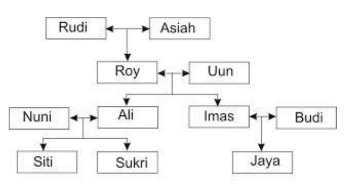 Rudi Asiah
Roy Uun
Nuni Ali Imas Budi
Siti Sukri Jaya